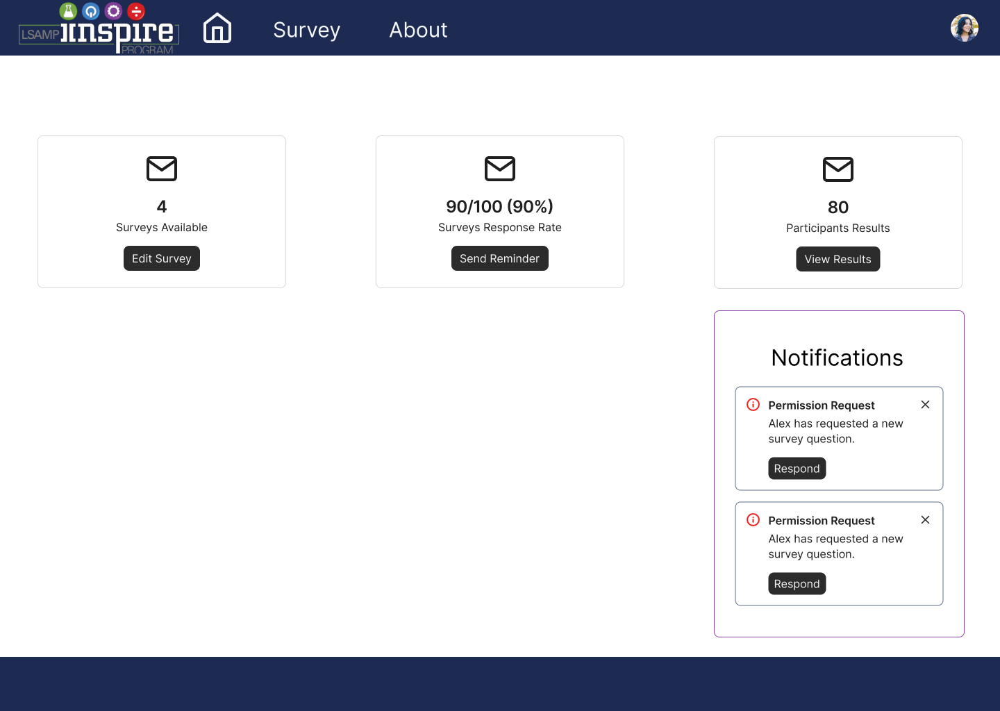 LSAMP iinspire
PROGRAM
Survey
About
4
Surveys Available
Edit Survey
90/100 (90%)
Surveys Response Rate
Send Reminder
80
Participants Results
View Results
Notifications
Permission Request
Alex has requested a new
survey question.
Respond
Permission Request
Alex has requested a new
survey question.
Respond